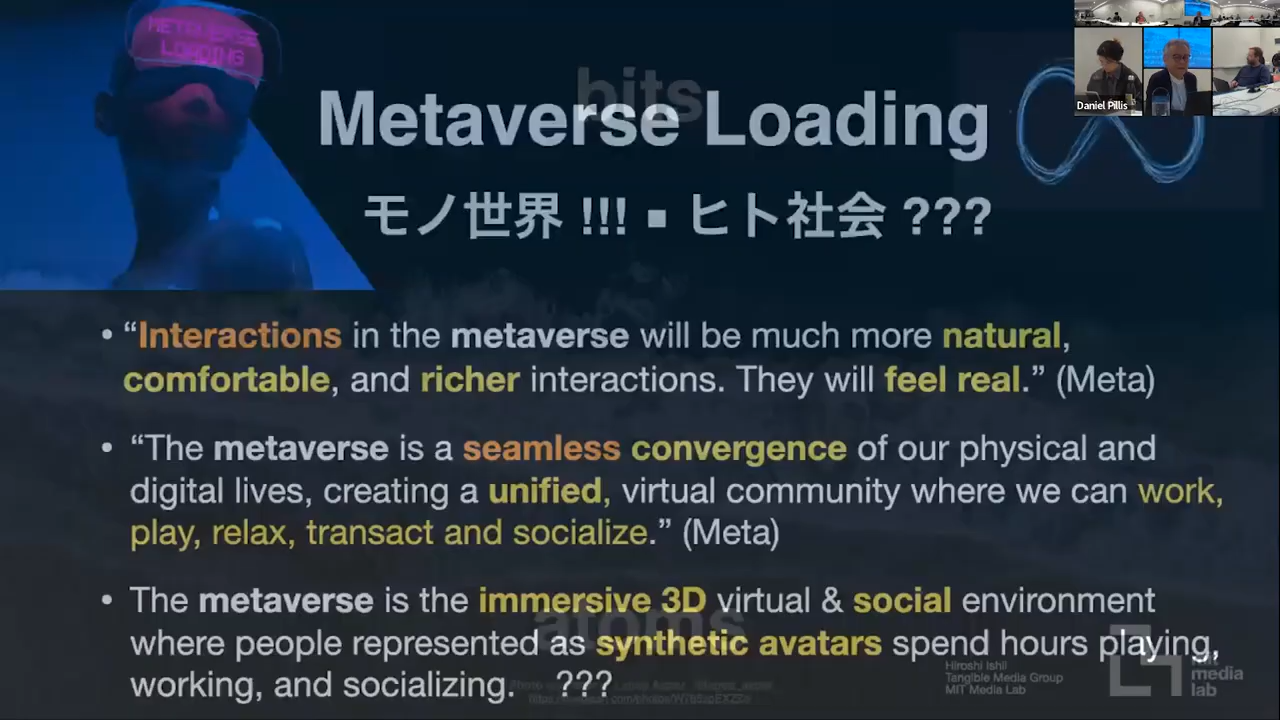 METAVERSE
LOADING
bits
Metaverse Loading
モノ世界 !!! ▪ ヒト社会 ???
Daniel Pillis
• “Interactions in the metaverse will be much more natural,
comfortable, and richer interactions. They will feel real.” (Meta)
• “The metaverse is a seamless convergence of our physical and
digital lives, creating a unified, virtual community where we can work,
play, relax, transact and socialize.” (Meta)
• The metaverse is the immersive 3D virtual & social environment
where people represented as synthetic avatars spend hours playing,
working, and socializing. ???
atoms
Hiroshi Ishii
Tangible Media Group
MIT Media Lab
mit
media
lab